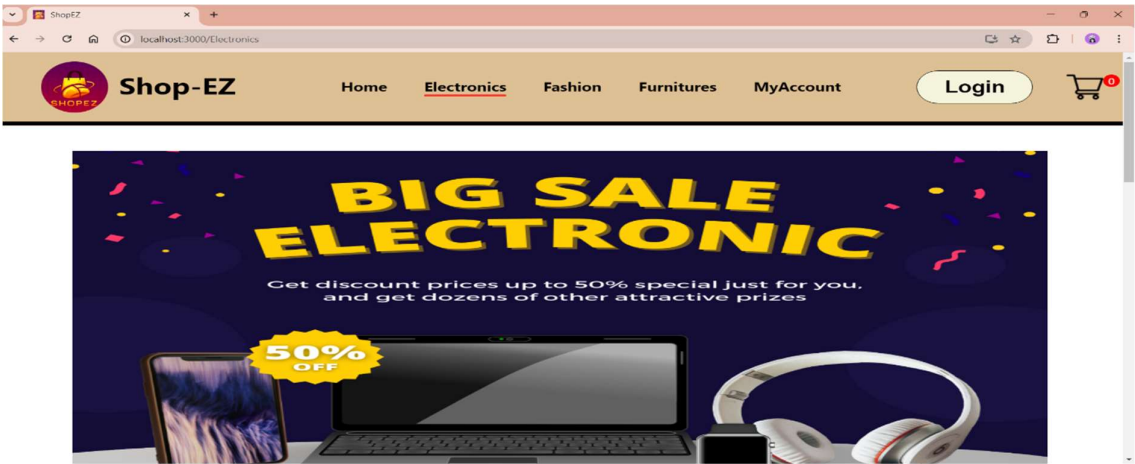 ShopEZ
localhost:3000/Electronics
SHOPEZ
Shop-EZ
Home
Electronics
Fashion
Furnitures
MyAccount
Login
0
BIG SALE
ELECTRONIC
Get discount prices up to 50% special just for you,
and get dozens of other attractive prizes
50%
OFF